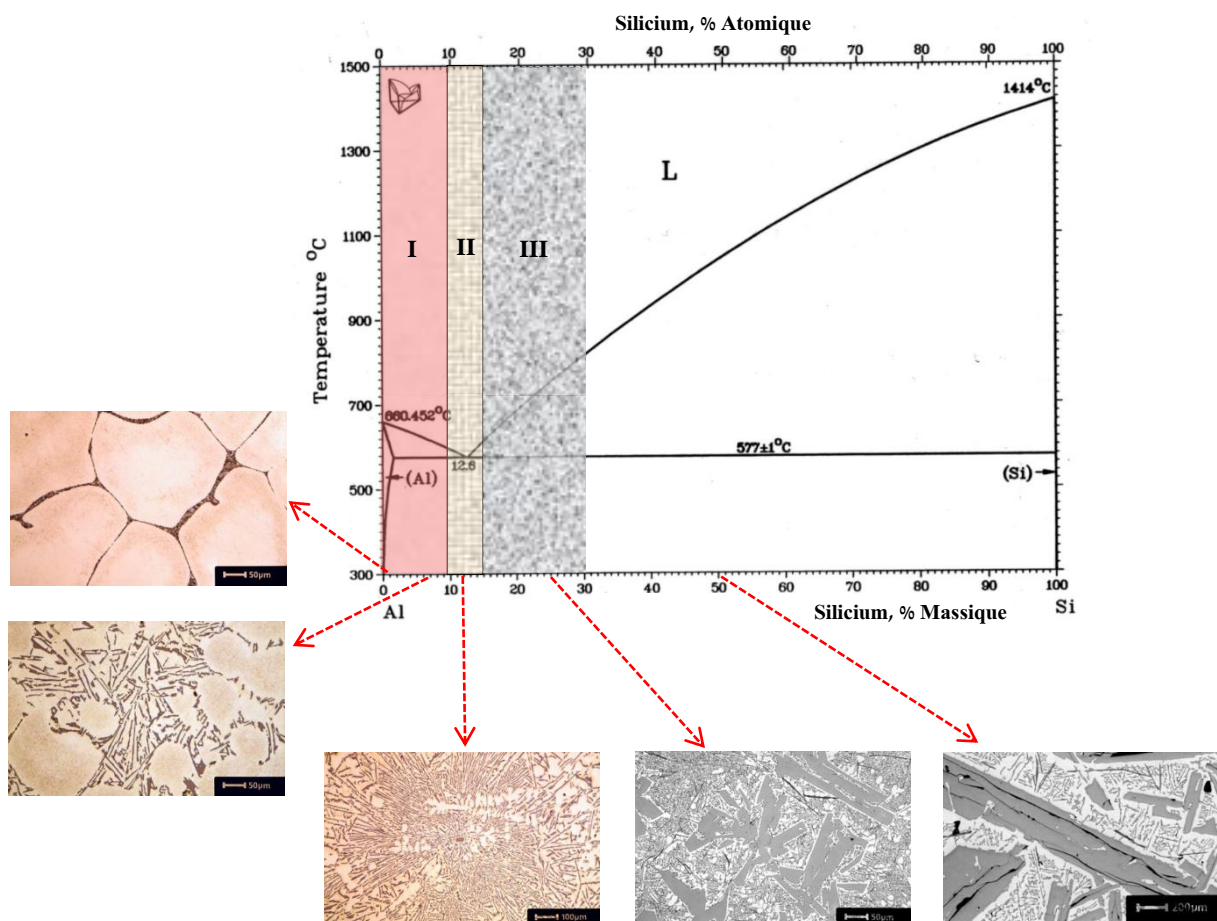 Silicium, % Atomique
0 10 20 30 40 50 60 70 80 90 100
1500
1414°C
1300
L
1100
I II III
Temperature °C
900
700
660.452°C
577±1°C
12.6
(Al)
(Si)
500
300
0 10 20 30 40 50 60 70 80 90 100
Al
Silicium, % Massique
Si
50µm
50µm
100µm
50µm
200µm